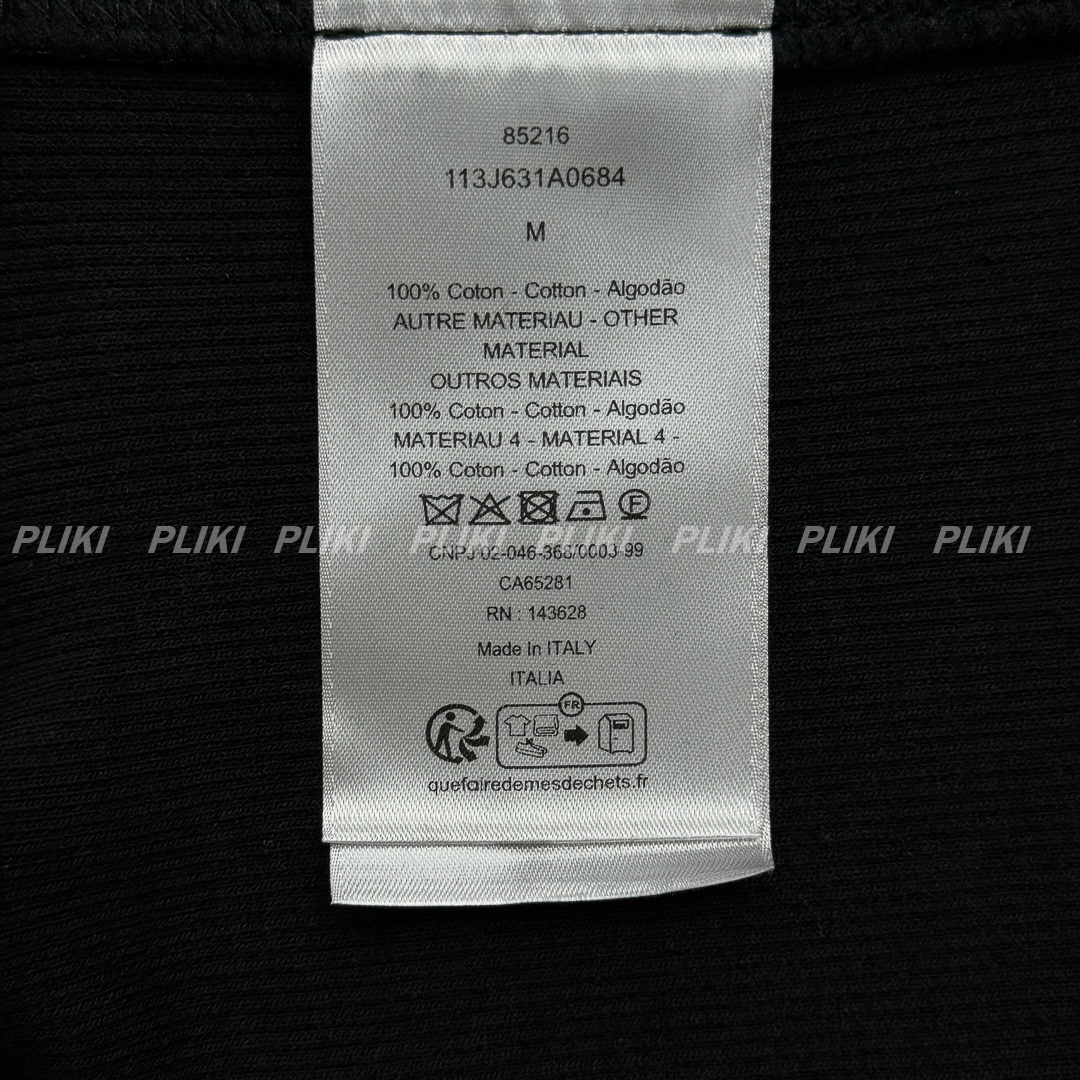 85216
113J631A0684
M
100% Coton - Cotton - Algodão
AUTRE MATERIAU - OTHER
MATERIAL
OUTROS MATERIAIS
100% Coton - Cotton - Algodão
MATERIAU 4 - MATERIAL 4 -
100% Coton - Cotton - Algodão
F
PLIKI PLIKI PLIKI PLIKI PLIKI PLIKI PLIKI PLIKI
CNPJ 02-046-368/0003-99
CA65281
RN : 143628
Made In ITALY
ITALIA
FR
quefairedemesdechets.fr